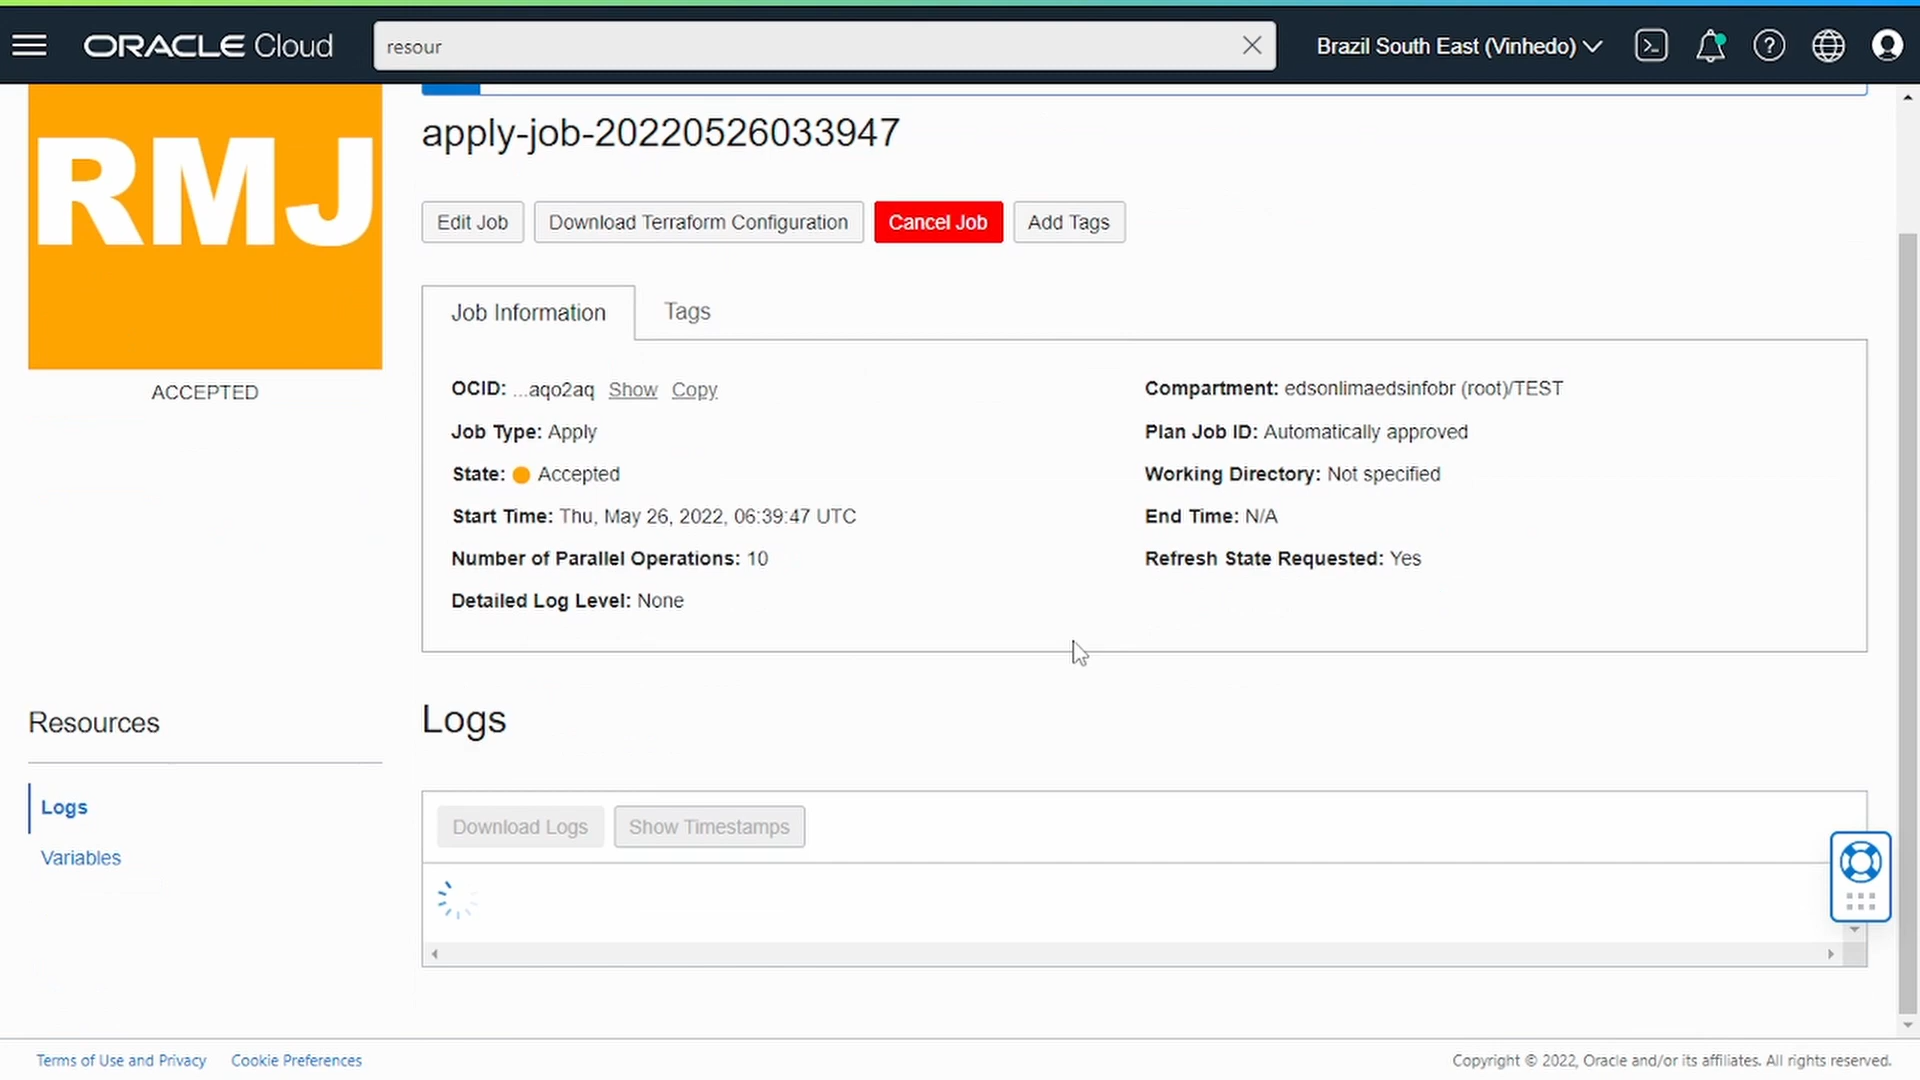 ORACLE Cloud
resour
Brazil South East (Vinhedo)
RMJ
ACCEPTED
apply-job-20220526033947
Edit Job
Download Terraform Configuration
Cancel Job
Add Tags
Job Information
Tags
OCID: ...aqo2aq Show Copy
Job Type: Apply
State: Accepted
Start Time: Thu, May 26, 2022, 06:39:47 UTC
Number of Parallel Operations: 10
Detailed Log Level: None
Compartment: edsonlimaedsinfobr (root)/TEST
Plan Job ID: Automatically approved
Working Directory: Not specified
End Time: N/A
Refresh State Requested: Yes
Resources
Logs
Variables
Logs
Download Logs
Show Timestamps
Terms of Use and Privacy
Cookie Preferences
Copyright © 2022, Oracle and/or its affiliates. All rights reserved.